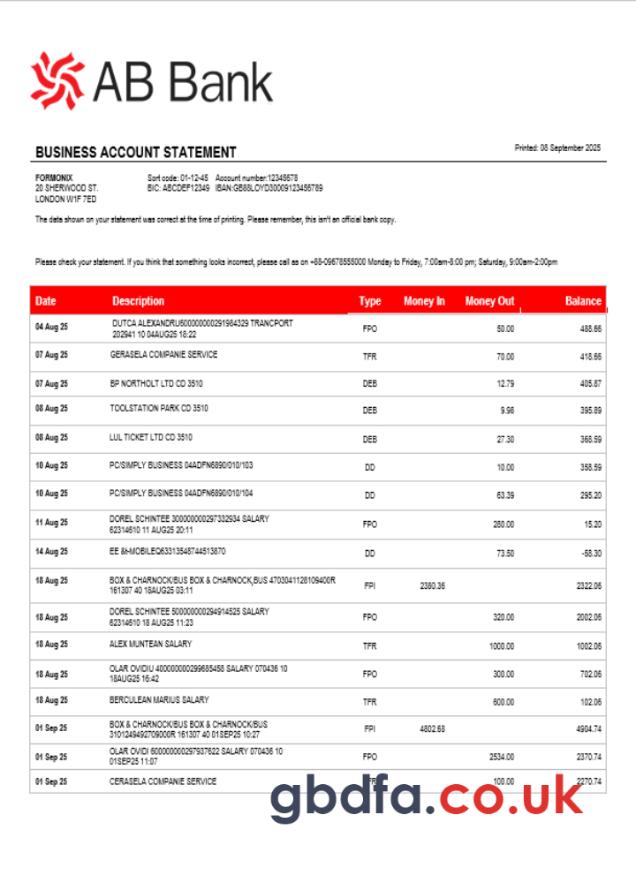 AB Bank
BUSINESS ACCOUNT STATEMENT
Printed: 08 September 2025
FORMONIX Sort code: 01-12-45 Account number:12345678
20 SHERWOOD ST. BIC: ABCDEF12349 IBAN:GB88LOYD30009123456789
LONDON W1F 7ED
The data shown on your statement was correct at the time of printing. Please remember, this isn't an official bank copy.
Please check your statement. If you think that something looks incorrect, please call as on +88-09678555000 Monday to Friday, 7:00am-8:00 pm; Saturday, 9:00am-2:00pm
Date Description Type Money In Money Out Balance
04 Aug 25 DUTCA ALEXANDRU500000000291984329 TRANCPORT FPO 50.00 488.66
202941 10 04AUG25 18:22
07 Aug 25 GERASELA COMPANIE SERVICE TFR 70.00 418.66
07 Aug 25 BP NORTHOLT LTD CD 3510 DEB 12.79 405.87
08 Aug 25 TOOLSTATION PARK CD 3510 DEB 9.98 395.89
08 Aug 25 LUL TICKET LTD CD 3510 DEB 27.30 368.59
10 Aug 25 PC/SIMPLY BUSINESS 04ADFN6890/010/103 DD 10.00 358.59
10 Aug 25 PC/SIMPLY BUSINESS 04ADFN6890/010/104 DD 63.39 295.20
11 Aug 25 DOREL SCHINTEE 300000000297332934 SALARY FPO 280.00 15.20
62314610 11 AUG25 20:11
14 Aug 25 EE &t-MOBILEQ63313548744513870 DD 73.50 -58.30
18 Aug 25 BOX & CHARNOCK/BUS BOX & CHARNOCK,BUS 4703041128109400R FPI 2380.36 2322.06
161307 40 18AUG25 03:11
18 Aug 25 DOREL SCHINTEE 500000000294914525 SALARY FPO 320.00 2002.06
62314610 18 AUG25 11:23
18 Aug 25 ALEX MUNTEAN SALARY TFR 1000.00 1002.06
18 Aug 25 OLAR OVIDIU 400000000299685458 SALARY 070436 10 FPO 300.00 702.06
18AUG25 16:42
18 Aug 25 BERCULEAN MARIUS SALARY TFR 600.00 102.06
01 Sep 25 BOX & CHARNOCK/BUS BOX & CHARNOCK/BUS FPI 4802.68 4904.74
3101249492709000R 161307 40 01SEP25 10:27
01 Sep 25 OLAR OVIDI 600000000297937622 SALARY 070436 10 FPO 2534.00 2370.74
01SEP25 11:07
01 Sep 25 CERASELA COMPANIE SERVICE TFR 100.00 2270.74
gbdfa.co.uk